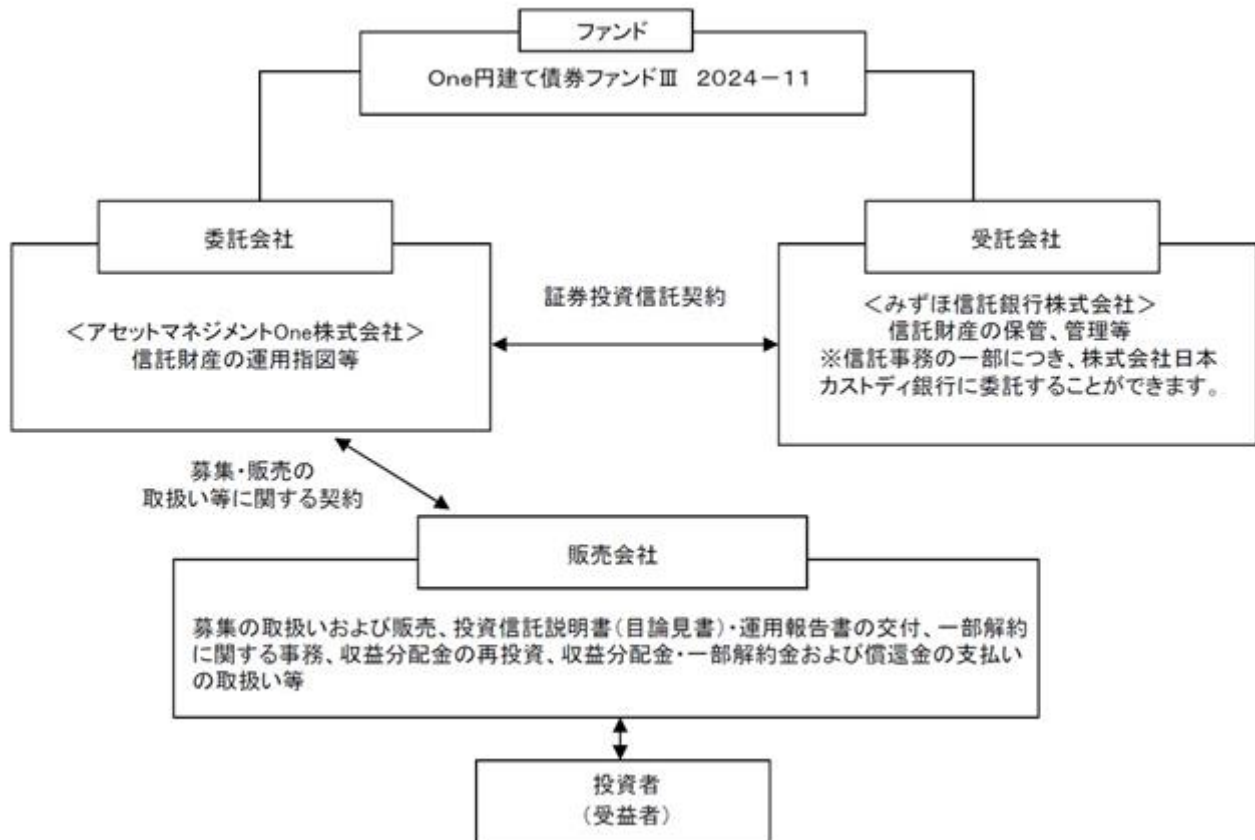 ファンド
One円建て債券ファンドⅢ 2024－11
委託会社
＜アセットマネジメントOne株式会社＞
信託財産の運用指図等
証券投資信託契約
受託会社
＜みずほ信託銀行株式会社＞
信託財産の保管、管理等
※信託事務の一部につき、株式会社日本
カストディ銀行に委託することができます。
募集・販売の
取扱い等に関する契約
販売会社
募集の取扱いおよび販売、投資信託説明書（目論見書）・運用報告書の交付、一部解約
に関する事務、収益分配金の再投資、収益分配金・一部解約金および償還金の支払い
の取扱い等
投資者
（受益者）